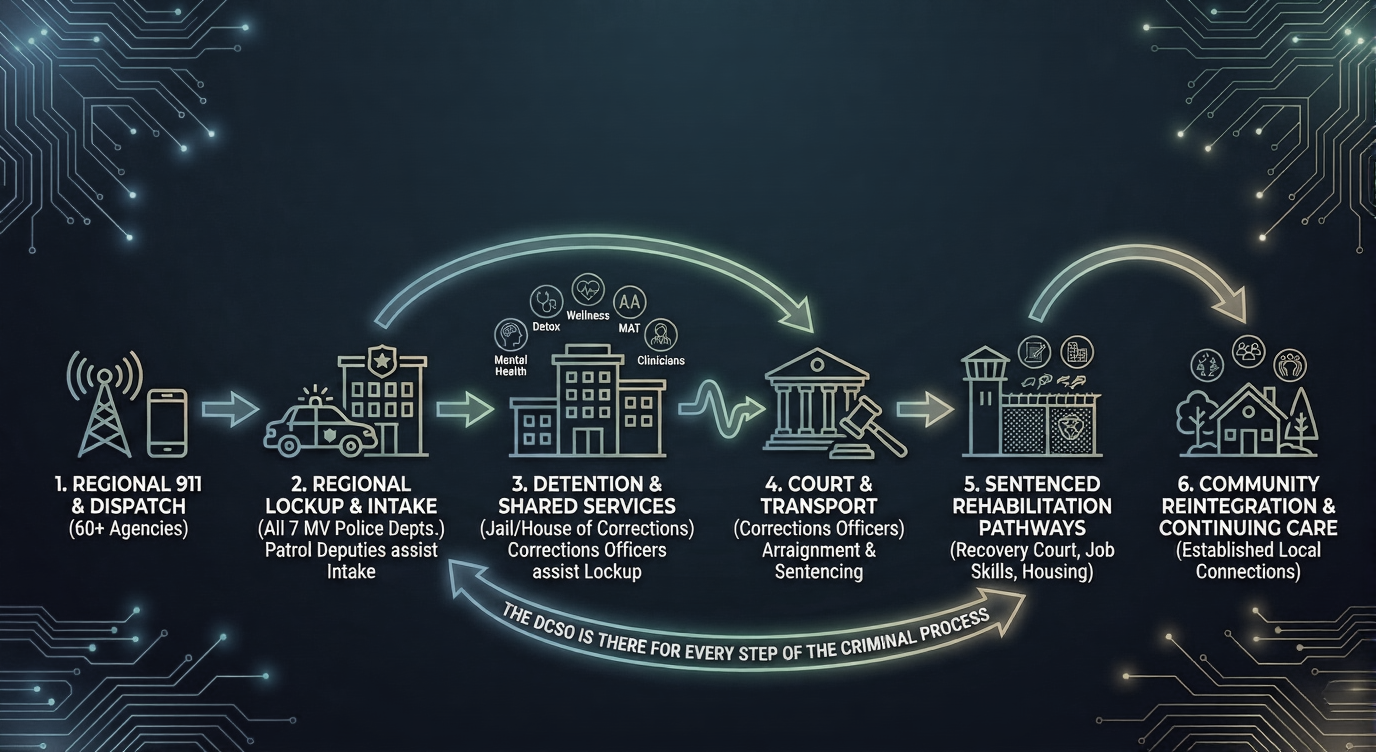 Mental
Health
Detox
Wellness
AA
MAT
Clinicians
1. REGIONAL 911
& DISPATCH
(60+ Agencies)
2. REGIONAL
LOCKUP & INTAKE
(All 7 MV Police Depts.)
Patrol Deputies assist
Intake
3. DETENTION &
SHARED SERVICES
(Jail/House of Corrections)
Corrections Officers
assist Lockup
4. COURT &
TRANSPORT
(Corrections Officers)
Arraignment &
Sentencing
5. SENTENCED
REHABILITATION
PATHWAYS
(Recovery Court, Job
Skills, Housing)
6. COMMUNITY
REINTEGRATION &
CONTINUING CARE
(Established Local
Connections)
THE DCSO IS THERE FOR EVERY STEP OF THE CRIMINAL PROCESS